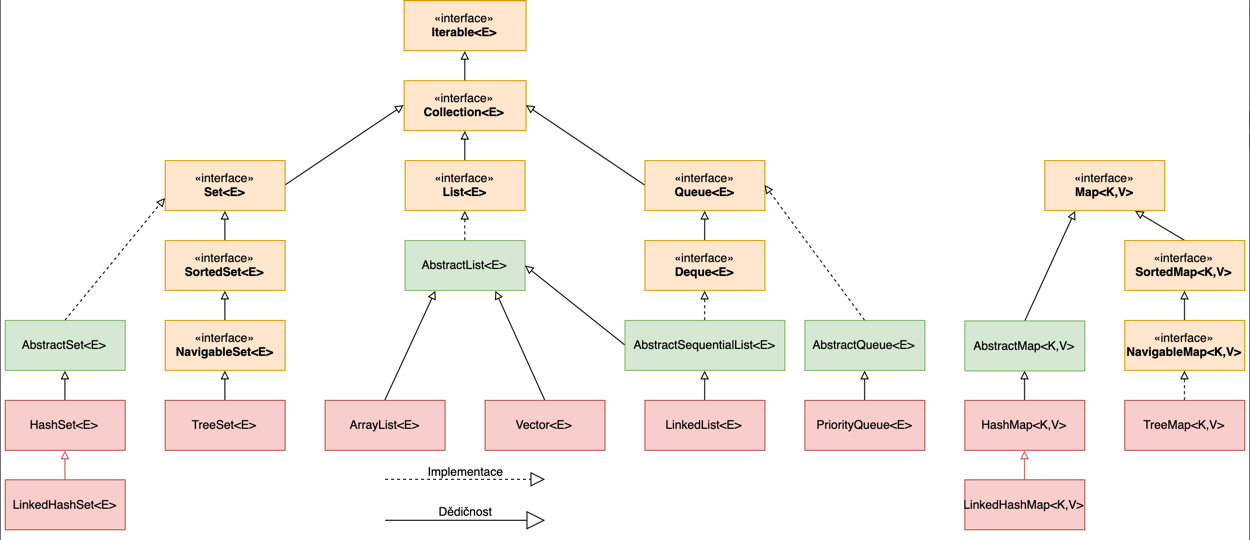 «interface»
Iterable<E>
«interface»
Collection<E>
«interface»
Set<E>
«interface»
List<E>
«interface»
Queue<E>
«interface»
Map<K,V>
«interface»
SortedSet<E>
AbstractList<E>
«interface»
Deque<E>
«interface»
SortedMap<K,V>
AbstractSet<E>
«interface»
NavigableSet<E>
AbstractSequentialList<E>
AbstractQueue<E>
AbstractMap<K,V>
«interface»
NavigableMap<K,V>
HashSet<E>
TreeSet<E>
ArrayList<E>
Vector<E>
LinkedList<E>
PriorityQueue<E>
HashMap<K,V>
TreeMap<K,V>
Implementace
LinkedHashSet<E>
Dědičnost
LinkedHashMap<K,V>